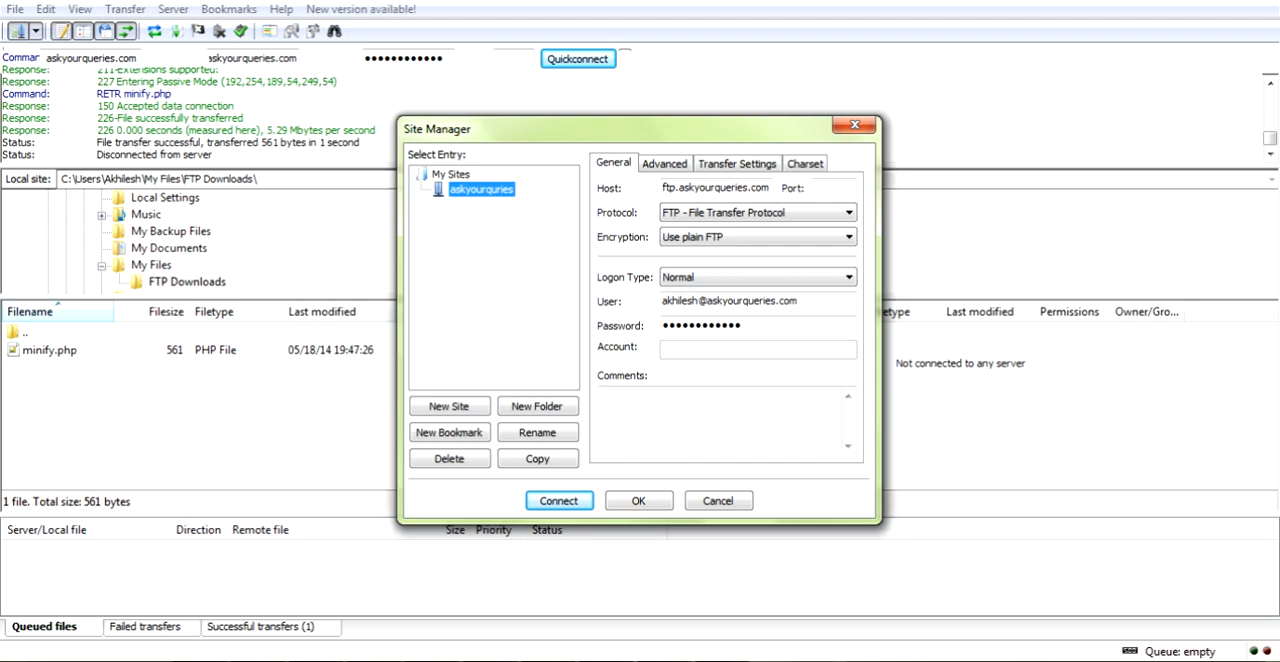 File Edit View Transfer Server Bookmarks Help New version available!
Commar askyourqueries.com askyourqueries.com •••••••••••• Quickconnect
Response: 211-Extensions supported:
Response: 227 Entering Passive Mode (192,254,189,54,249,54)
Command: RETR minify.php
Response: 150 Accepted data connection
Response: 226-File successfully transferred
Response: 226 0.000 seconds (measured here), 5.29 Mbytes per second
Status: File transfer successful, transferred 561 bytes in 1 second
Status: Disconnected from server
Local site: C:\Users\Akhilesh\My Files\FTP Downloads\
Local Settings
Music
My Backup Files
My Documents
My Files
FTP Downloads
Filename Filesize Filetype Last modified
..
minify.php 561 PHP File 05/18/14 19:47:26
1 file. Total size: 561 bytes
Site Manager
Select Entry:
My Sites
askyourquries
New Site New Folder
New Bookmark Rename
Delete Copy
General Advanced Transfer Settings Charset
Host: ftp.askyourqueries.com Port:
Protocol: FTP - File Transfer Protocol
Encryption: Use plain FTP
Logon Type: Normal
User: akhilesh@askyourqueries.com
Password: ••••••••••••
Account:
Comments:
Connect OK Cancel
etype Last modified Permissions Owner/Gro...
Not connected to any server
Server/Local file Direction Remote file Size Priority Status
Queued files Failed transfers Successful transfers (1)
Queue: empty